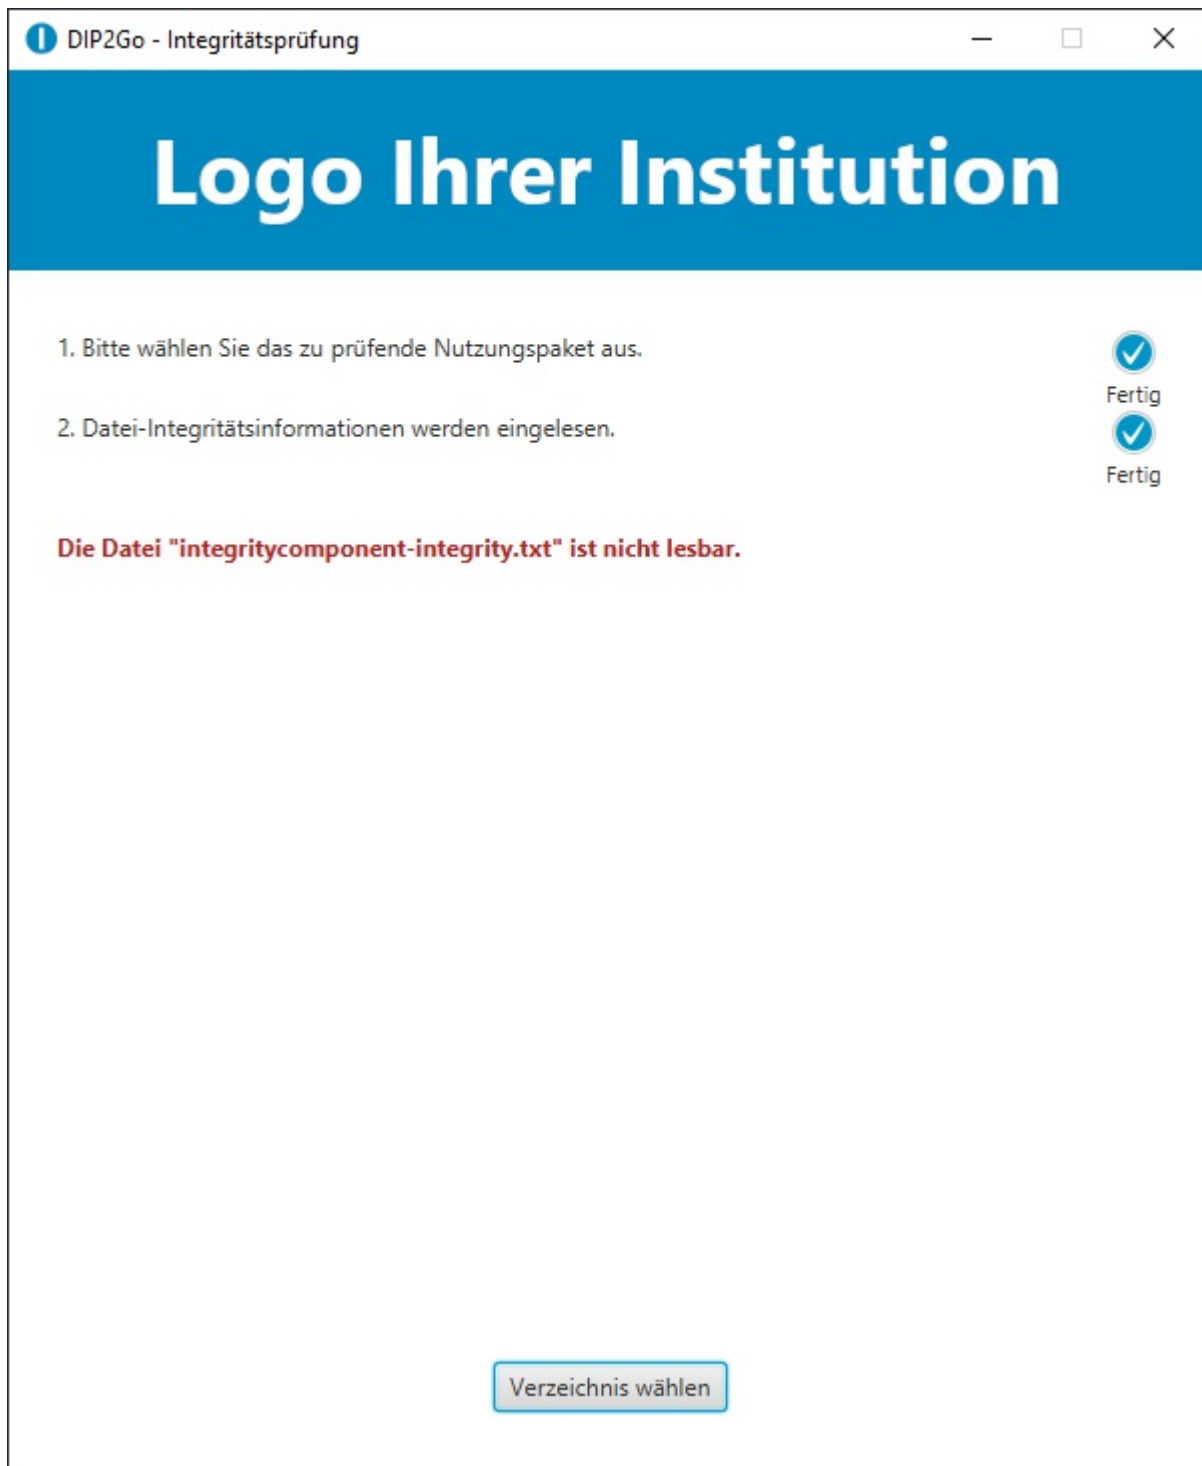 DIP2Go - Integritätsprüfung
Logo Ihrer Institution
1. Bitte wählen Sie das zu prüfende Nutzungspaket aus.
Fertig
2. Datei-Integritätsinformationen werden eingelesen.
Fertig
Die Datei "integritycomponent-integrity.txt" ist nicht lesbar.
Verzeichnis wählen